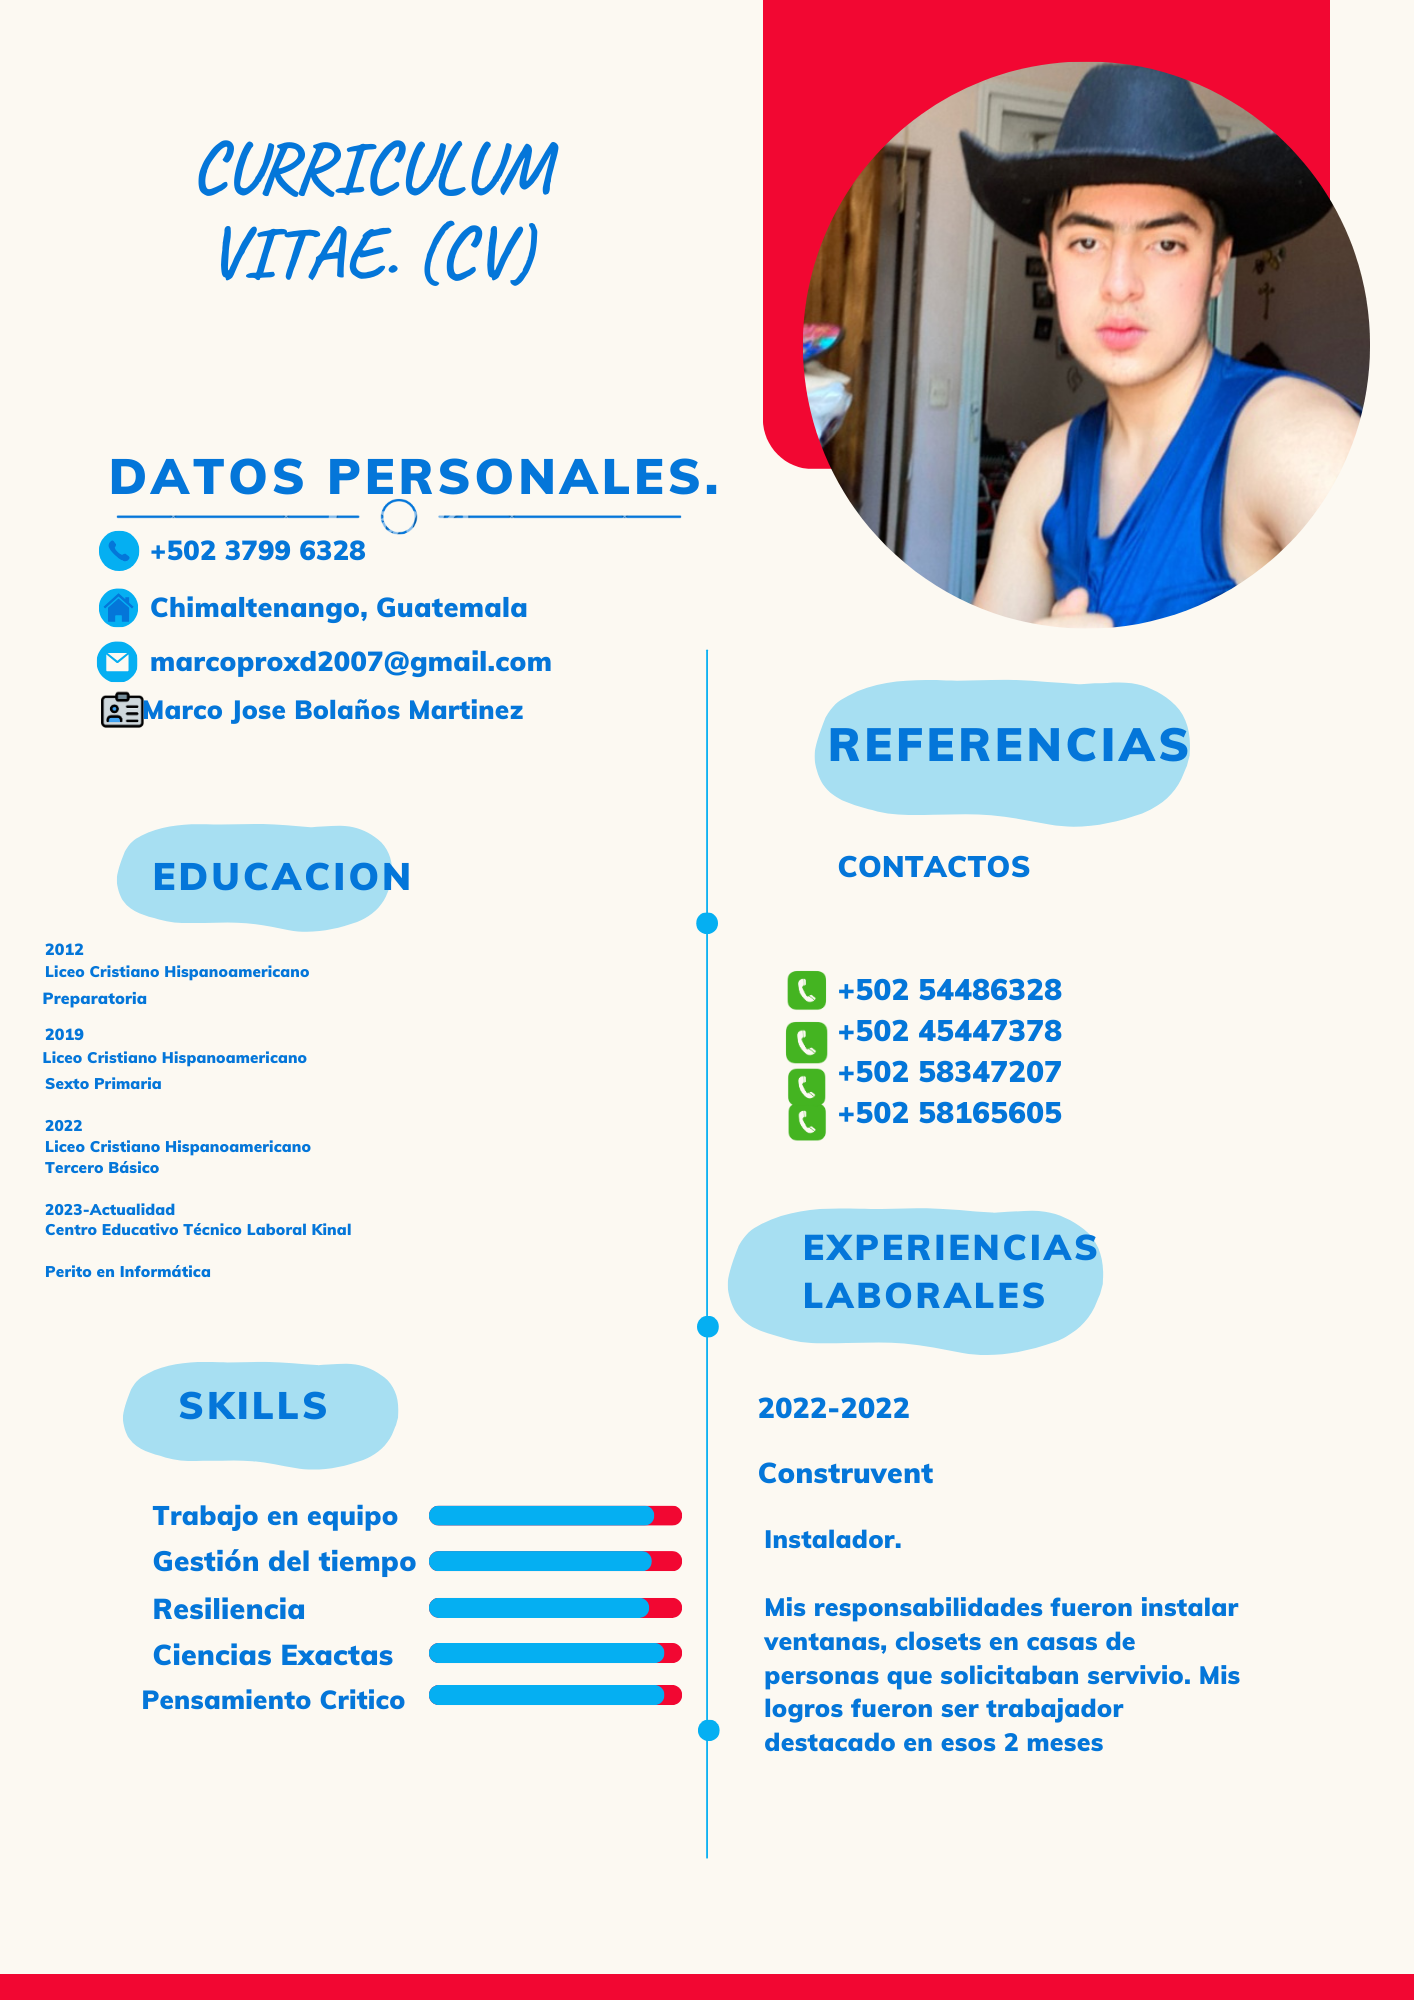 CURRICULUM
VITAE. (CV)
DATOS PERSONALES.
+502 3799 6328
Chimaltenango, Guatemala
marcoproxd2007@gmail.com
Marco Jose Bolaños Martinez
EDUCACION
2012
Liceo Cristiano Hispanoamericano
Preparatoria
2019
Liceo Cristiano Hispanoamericano
Sexto Primaria
2022
Liceo Cristiano Hispanoamericano
Tercero Básico
2023-Actualidad
Centro Educativo Técnico Laboral Kinal
Perito en Informática
SKILLS
Trabajo en equipo
Gestión del tiempo
Resiliencia
Ciencias Exactas
Pensamiento Critico
REFERENCIAS
CONTACTOS
+502 54486328
+502 45447378
+502 58347207
+502 58165605
EXPERIENCIAS
LABORALES
2022-2022
Construvent
Instalador.
Mis responsabilidades fueron instalar
ventanas, closets en casas de
personas que solicitaban servivio. Mis
logros fueron ser trabajador
destacado en esos 2 meses